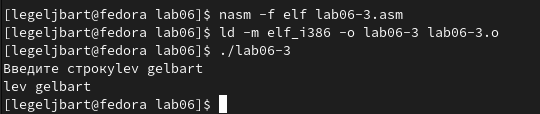 [legeljbart@fedora lab06]$ nasm -f elf lab06-3.asm
[legeljbart@fedora lab06]$ ld -m elf_i386 -o lab06-3 lab06-3.o
[legeljbart@fedora lab06]$ ./lab06-3
Введите строкуlev gelbart
lev gelbart
[legeljbart@fedora lab06]$